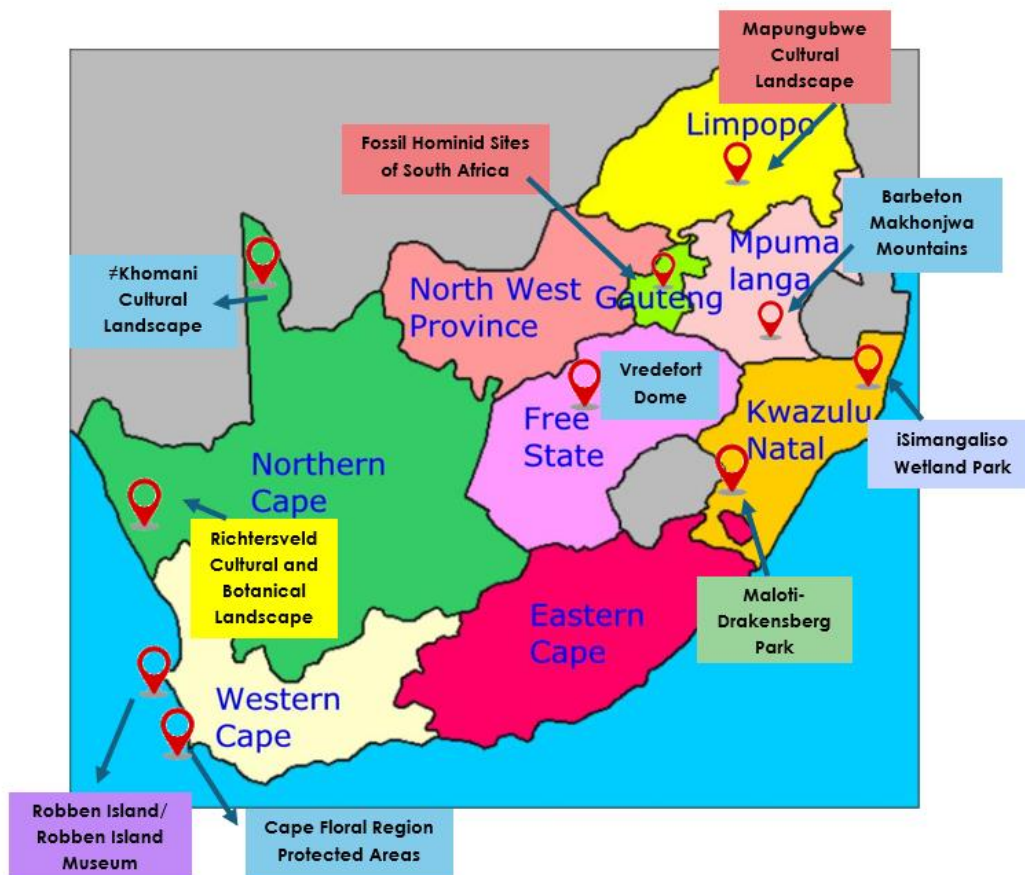 Mapungubwe
Cultural
Landscape
Limpopo
Fossil Hominid Sites
of South Africa
Barbeton
Makhonjwa
Mountains
Mpuma
langa
≠Khomani
Cultural
Landscape
North West
Province
Gauteng
Vredefort
Dome
Free
State
Kwazulu
Natal
iSimangaliso
Wetland Park
Northern
Cape
Richtersveld
Cultural and
Botanical
Landscape
Maloti-
Drakensberg
Park
Eastern
Cape
Western
Cape
Robben Island/
Robben Island
Museum
Cape Floral Region
Protected Areas